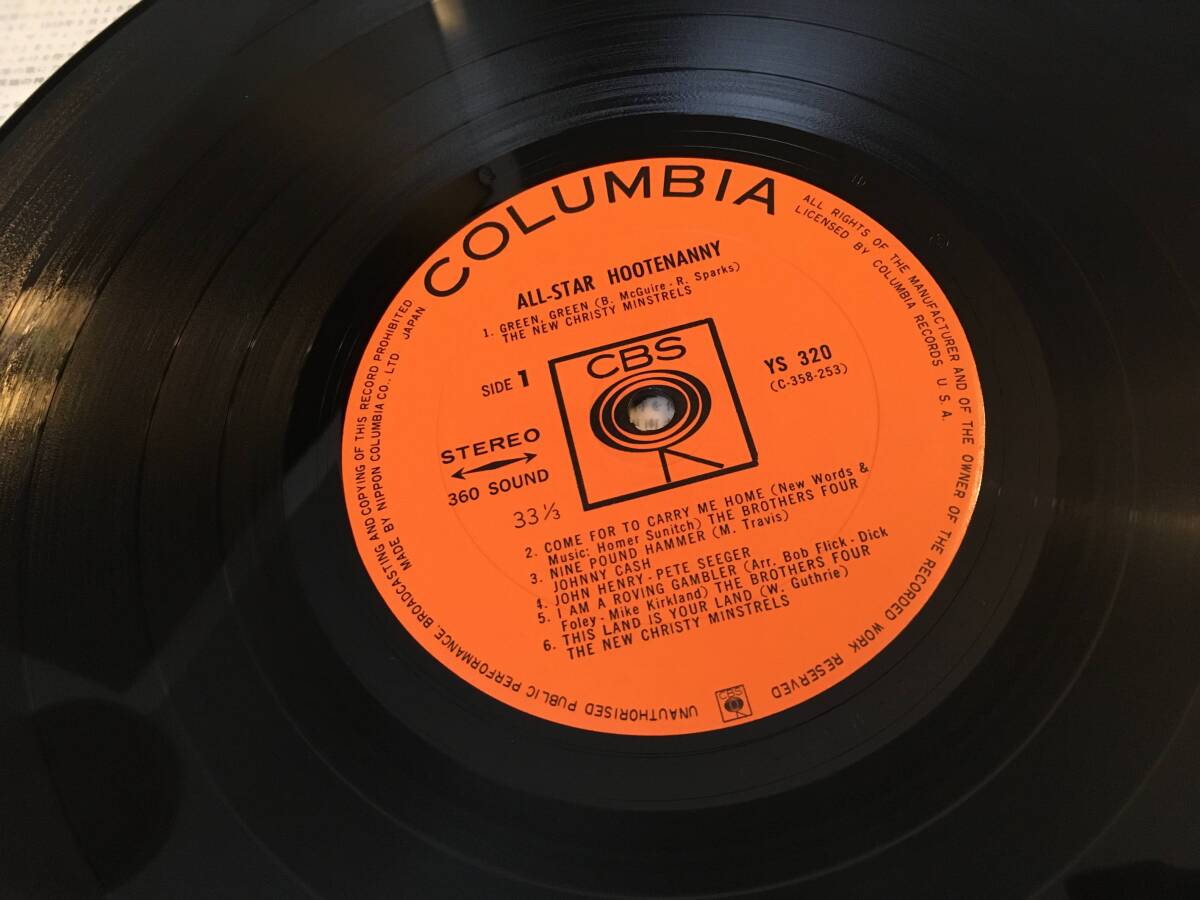 COLUMBIA
ALL-STAR HOOTENANNY
1. GREEN, GREEN (B. McGuire - R. Sparks)
THE NEW CHRISTY MINSTRELS
CBS
SIDE 1
YS 320
(C-358-253)
STEREO
360 SOUND
33 ⅓
2. COME FOR TO CARRY ME HOME (New Words &
Music: Homer Sunitch) THE BROTHERS FOUR
3. NINE POUND HAMMER (M. Travis)
JOHNNY CASH
4. JOHN HENRY - PETE SEEGER
5. I AM A ROVING GAMBLER (Arr. Bob Flick - Dick
Foley - Mike Kirkland) THE BROTHERS FOUR
6. THIS LAND IS YOUR LAND (W. Guthrie)
THE NEW CHRISTY MINSTRELS
ALL RIGHTS OF THE MANUFACTURER AND OF THE OWNER OF THE RECORDED WORK RESERVED
LICENSED BY COLUMBIA RECORDS U. S. A.
CBS
UNAUTHORISED PUBLIC PERFORMANCE, BROADCASTING AND COPYING OF THIS RECORD PROHIBITED
MADE BY NIPPON COLUMBIA CO., LTD JAPAN